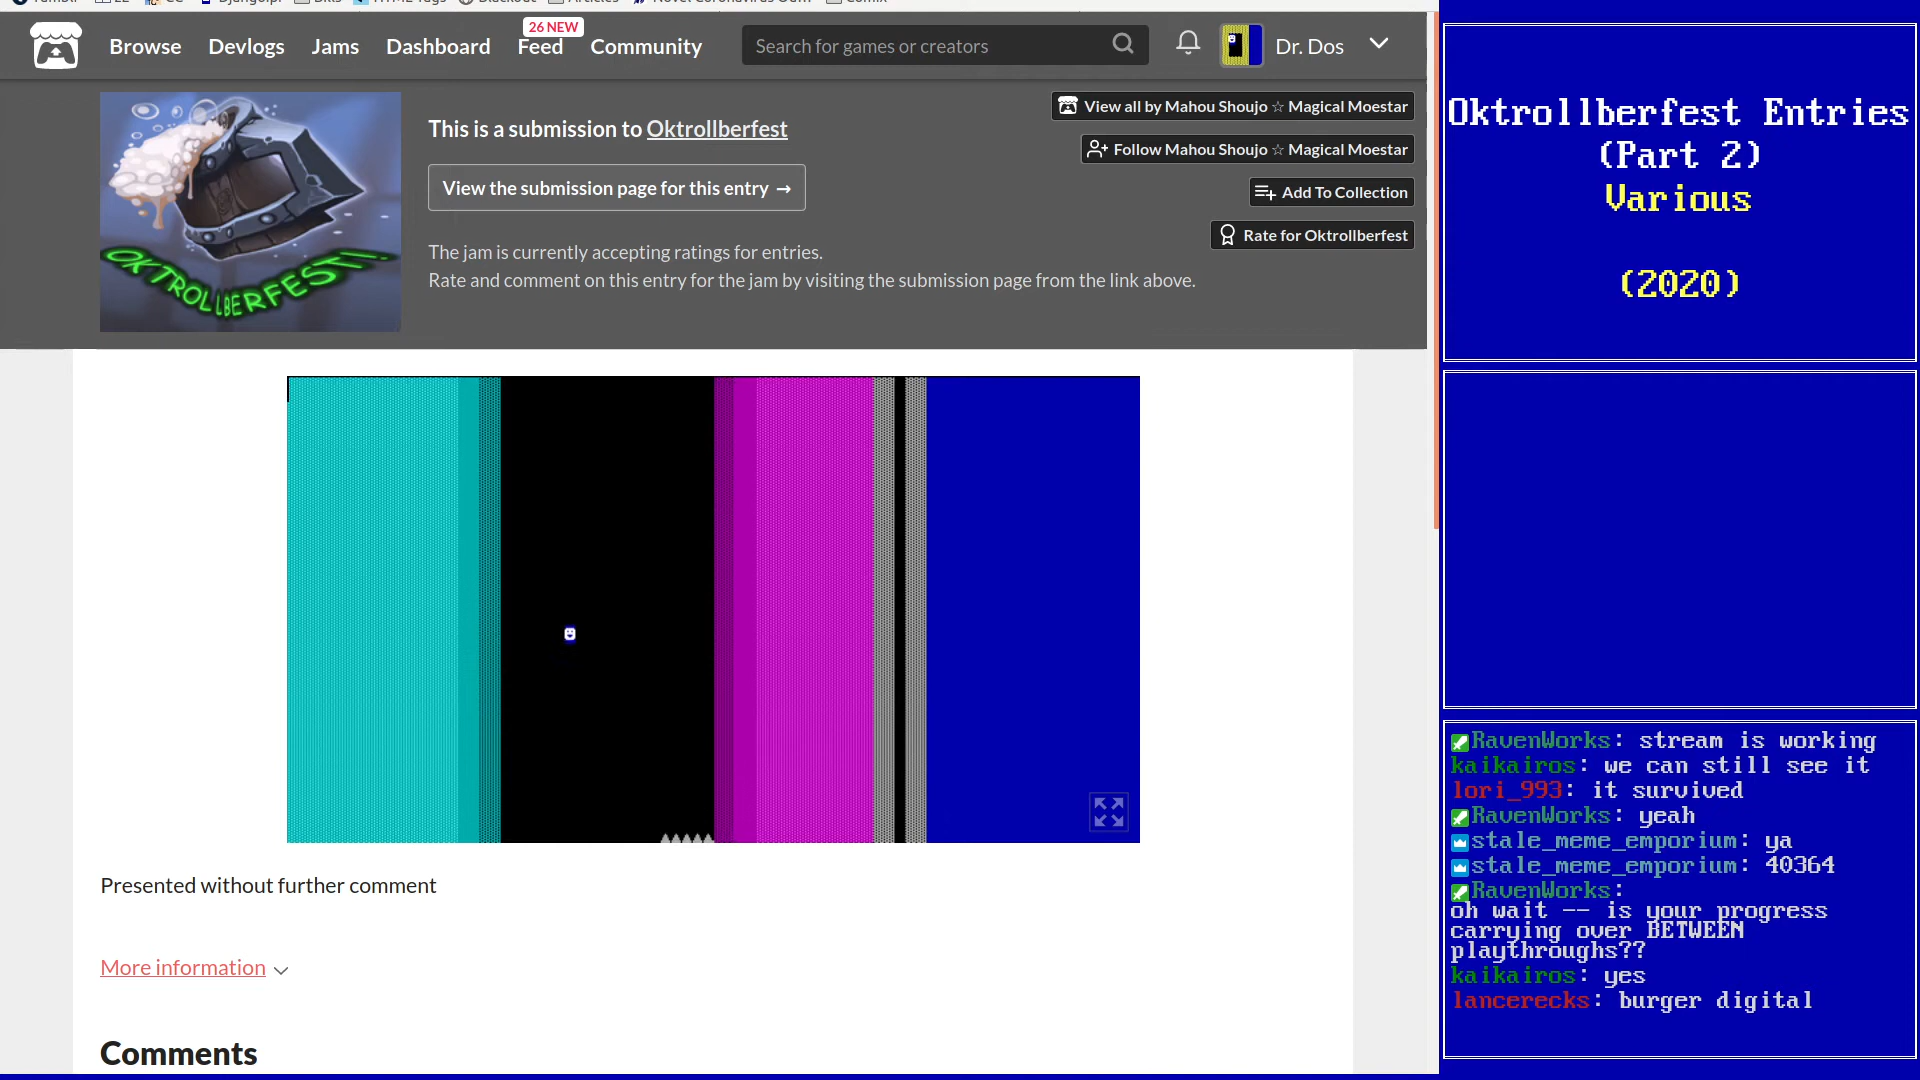 Browse
Devlogs
Jams
Dashboard
26 NEW
Feed
Community
Search for games or creators
Dr. Dos
This is a submission to Oktrollberfest
View the submission page for this entry →
The jam is currently accepting ratings for entries.
Rate and comment on this entry for the jam by visiting the submission page from the link above.
View all by Mahou Shoujo ☆ Magical Moestar
Follow Mahou Shoujo ☆ Magical Moestar
Add To Collection
Rate for Oktrollberfest
OKTROLLBERFEST!
Presented without further comment
More information
Comments
Oktrollberfest Entries
(Part 2)
Various
(2020)
RavenWorks: stream is working
kaikairos: we can still see it
lori_993: it survived
RavenWorks: yeah
stale_meme_emporium: ya
stale_meme_emporium: 40364
RavenWorks:
oh wait -- is your progress
carrying over BETWEEN
playthroughs??
kaikairos: yes
lancerecks: burger digital